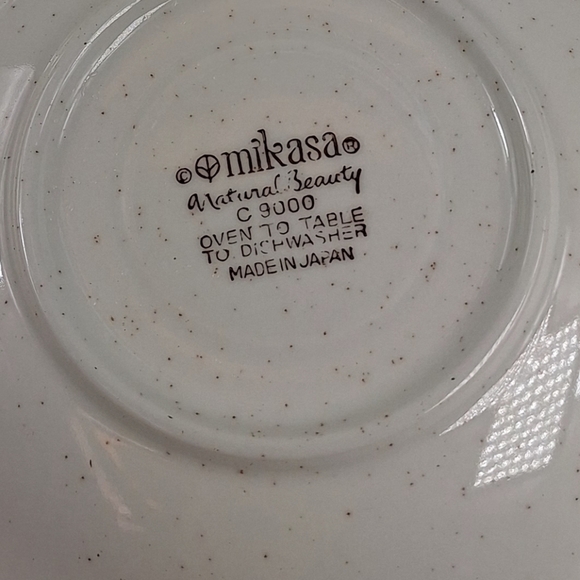 © mikasa®
Natural Beauty
C 9000
OVEN TO TABLE
TO DISHWASHER
MADE IN JAPAN